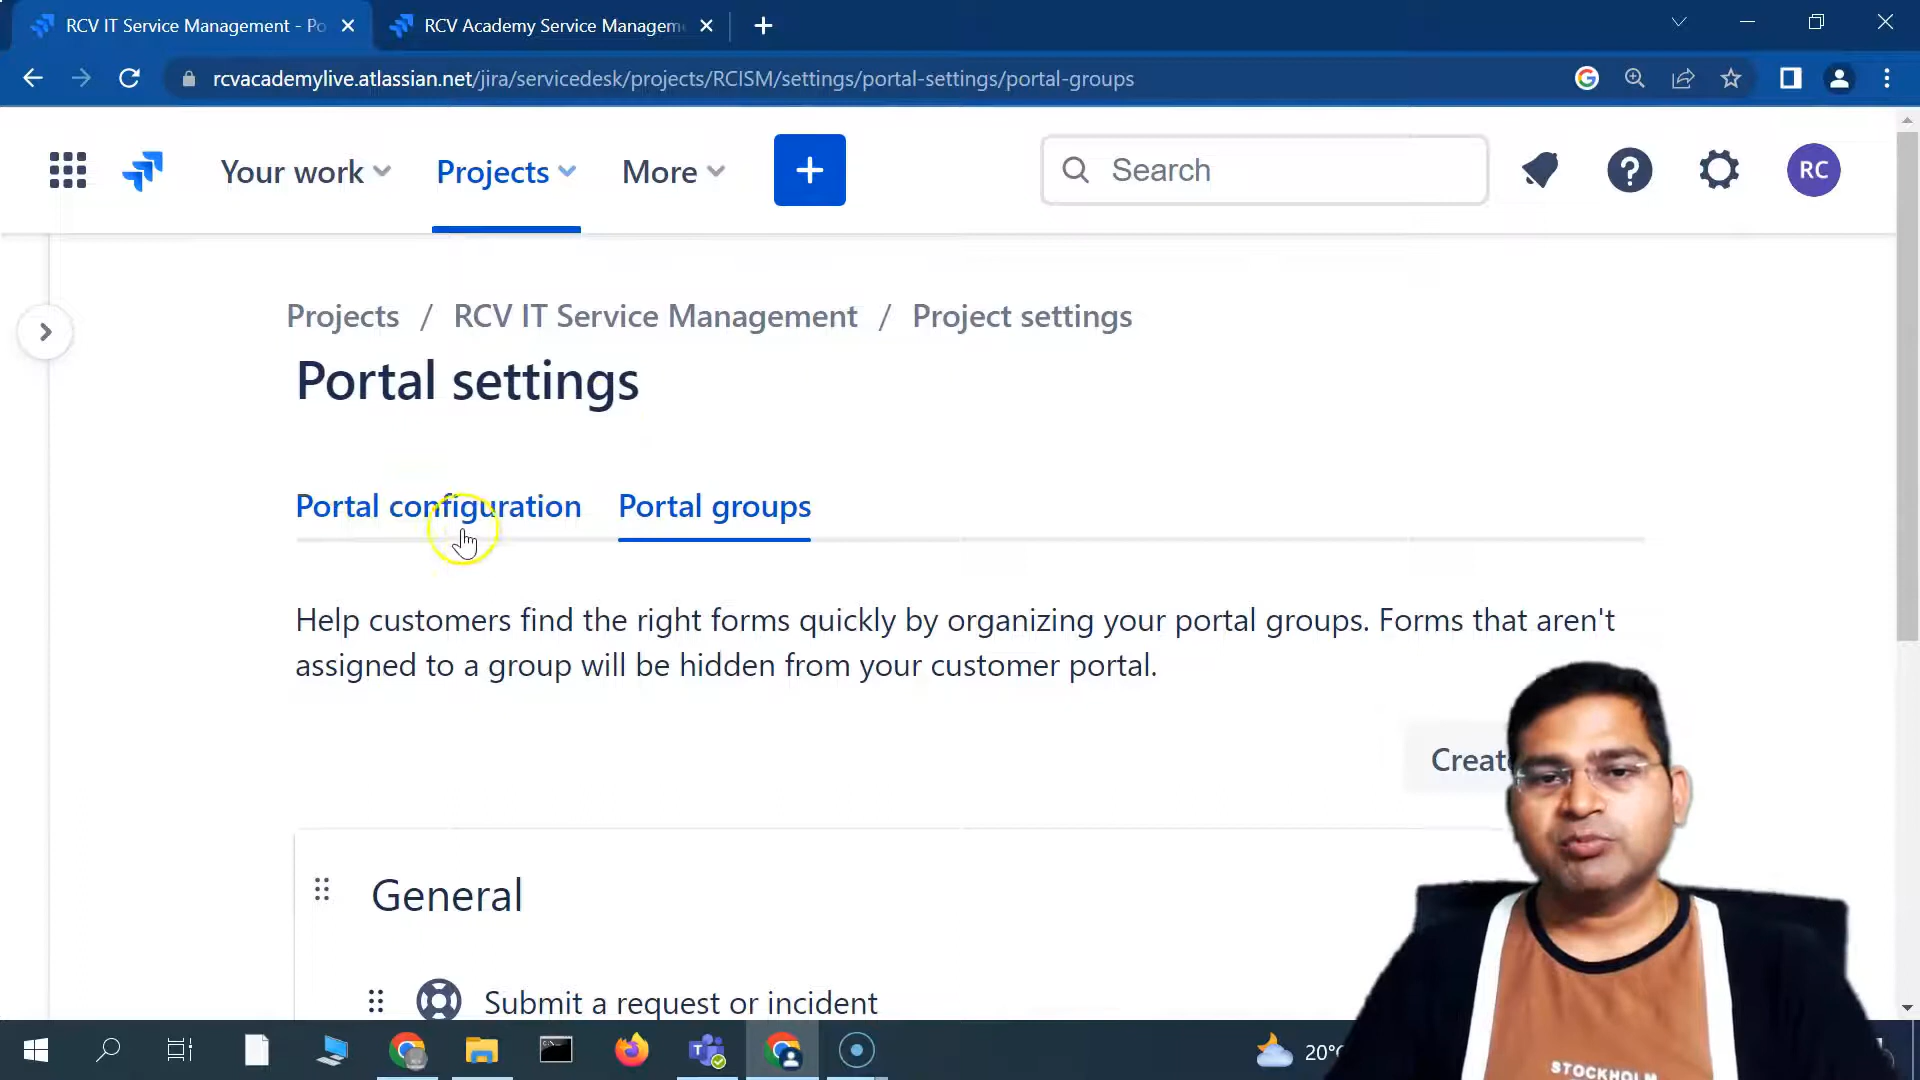 RCV IT Service Management - Po
RCV Academy Service Managem
rcvacademylive.atlassian.net/jira/servicedesk/projects/RCISM/settings/portal-settings/portal-groups
Your work
Projects
More
Search
RC
Projects / RCV IT Service Management / Project settings
Portal settings
Portal configuration
Portal groups
Help customers find the right forms quickly by organizing your portal groups. Forms that aren't
assigned to a group will be hidden from your customer portal.
Create
General
Submit a request or incident
20°C
STOCKHOLM